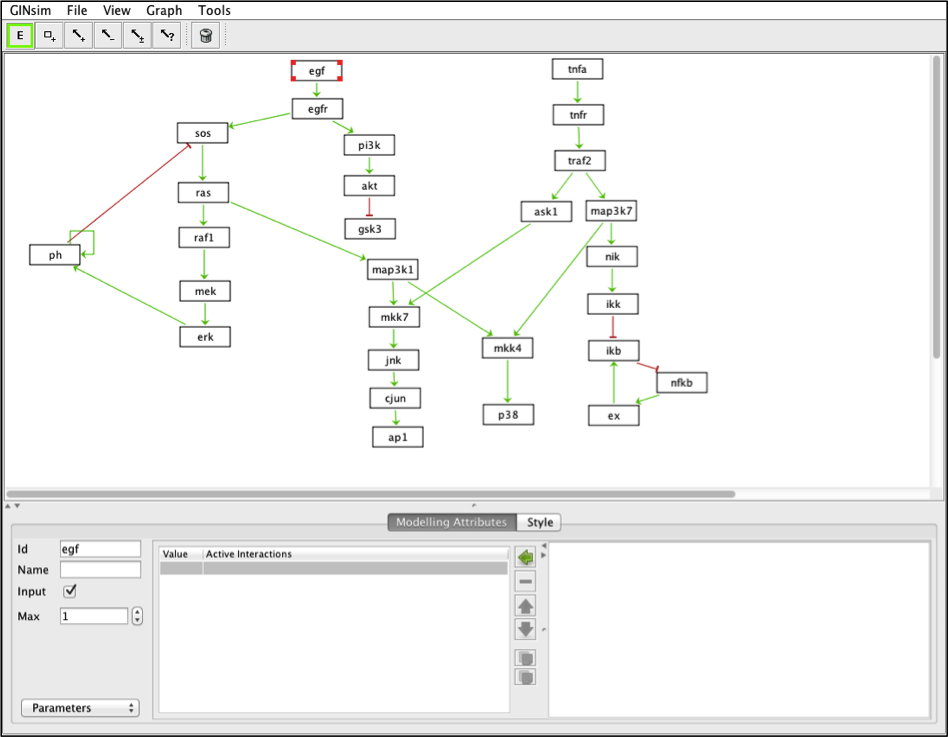 GINsim File View Graph Tools
E + + - ± ?
egf tnfa
egfr tnfr
sos
pi3k traf2
akt
ras
ask1 map3k7
gsk3
raf1
ph nik
map3k1
mek ikk
mkk7
erk
mkk4 ikb
jnk
nfkb
cjun
p38 ex
ap1
Modelling Attributes Style
Id egf
Value Active Interactions
Name
Input
Max 1
Parameters